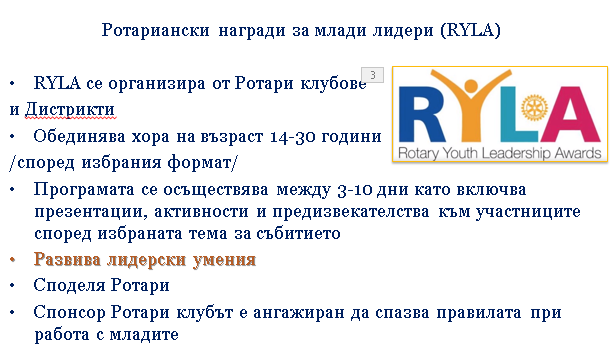 Ротариански награди за млади лидери (RYLA)
• RYLA се организира от Ротари клубове
3
и Дистрикти
RYLA
Rotary Youth Leadership Awards
• Обединява хора на възраст 14-30 години
/според избрания формат/
• Програмата се осъществява между 3-10 дни като включва
презентации, активности и предизвекателства към участниците
според избраната тема за събитието
• Развива лидерски умения
• Споделя Ротари
• Спонсор Ротари клубът е ангажиран да спазва правилата при
работа с младите